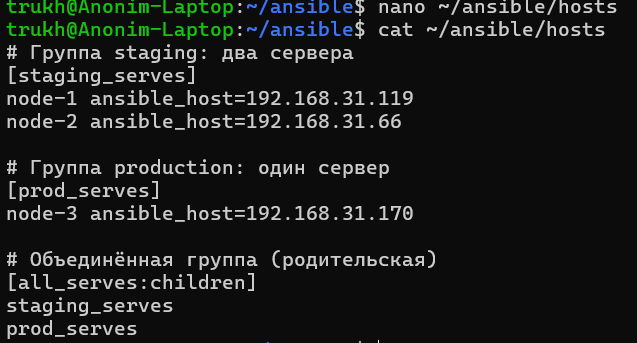 trukh@Anonim-Laptop:~/ansible$ nano ~/ansible/hosts
trukh@Anonim-Laptop:~/ansible$ cat ~/ansible/hosts
# Группа staging: два сервера
[staging_serves]
node-1 ansible_host=192.168.31.119
node-2 ansible_host=192.168.31.66
# Группа production: один сервер
[prod_serves]
node-3 ansible_host=192.168.31.170
# Объединённая группа (родительская)
[all_serves:children]
staging_serves
prod_serves